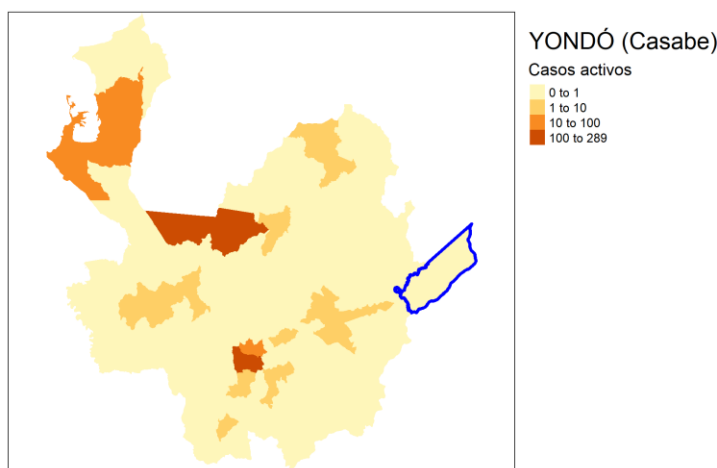 YONDÓ (Casabe)
Casos activos
0 to 1
1 to 10
10 to 100
100 to 289